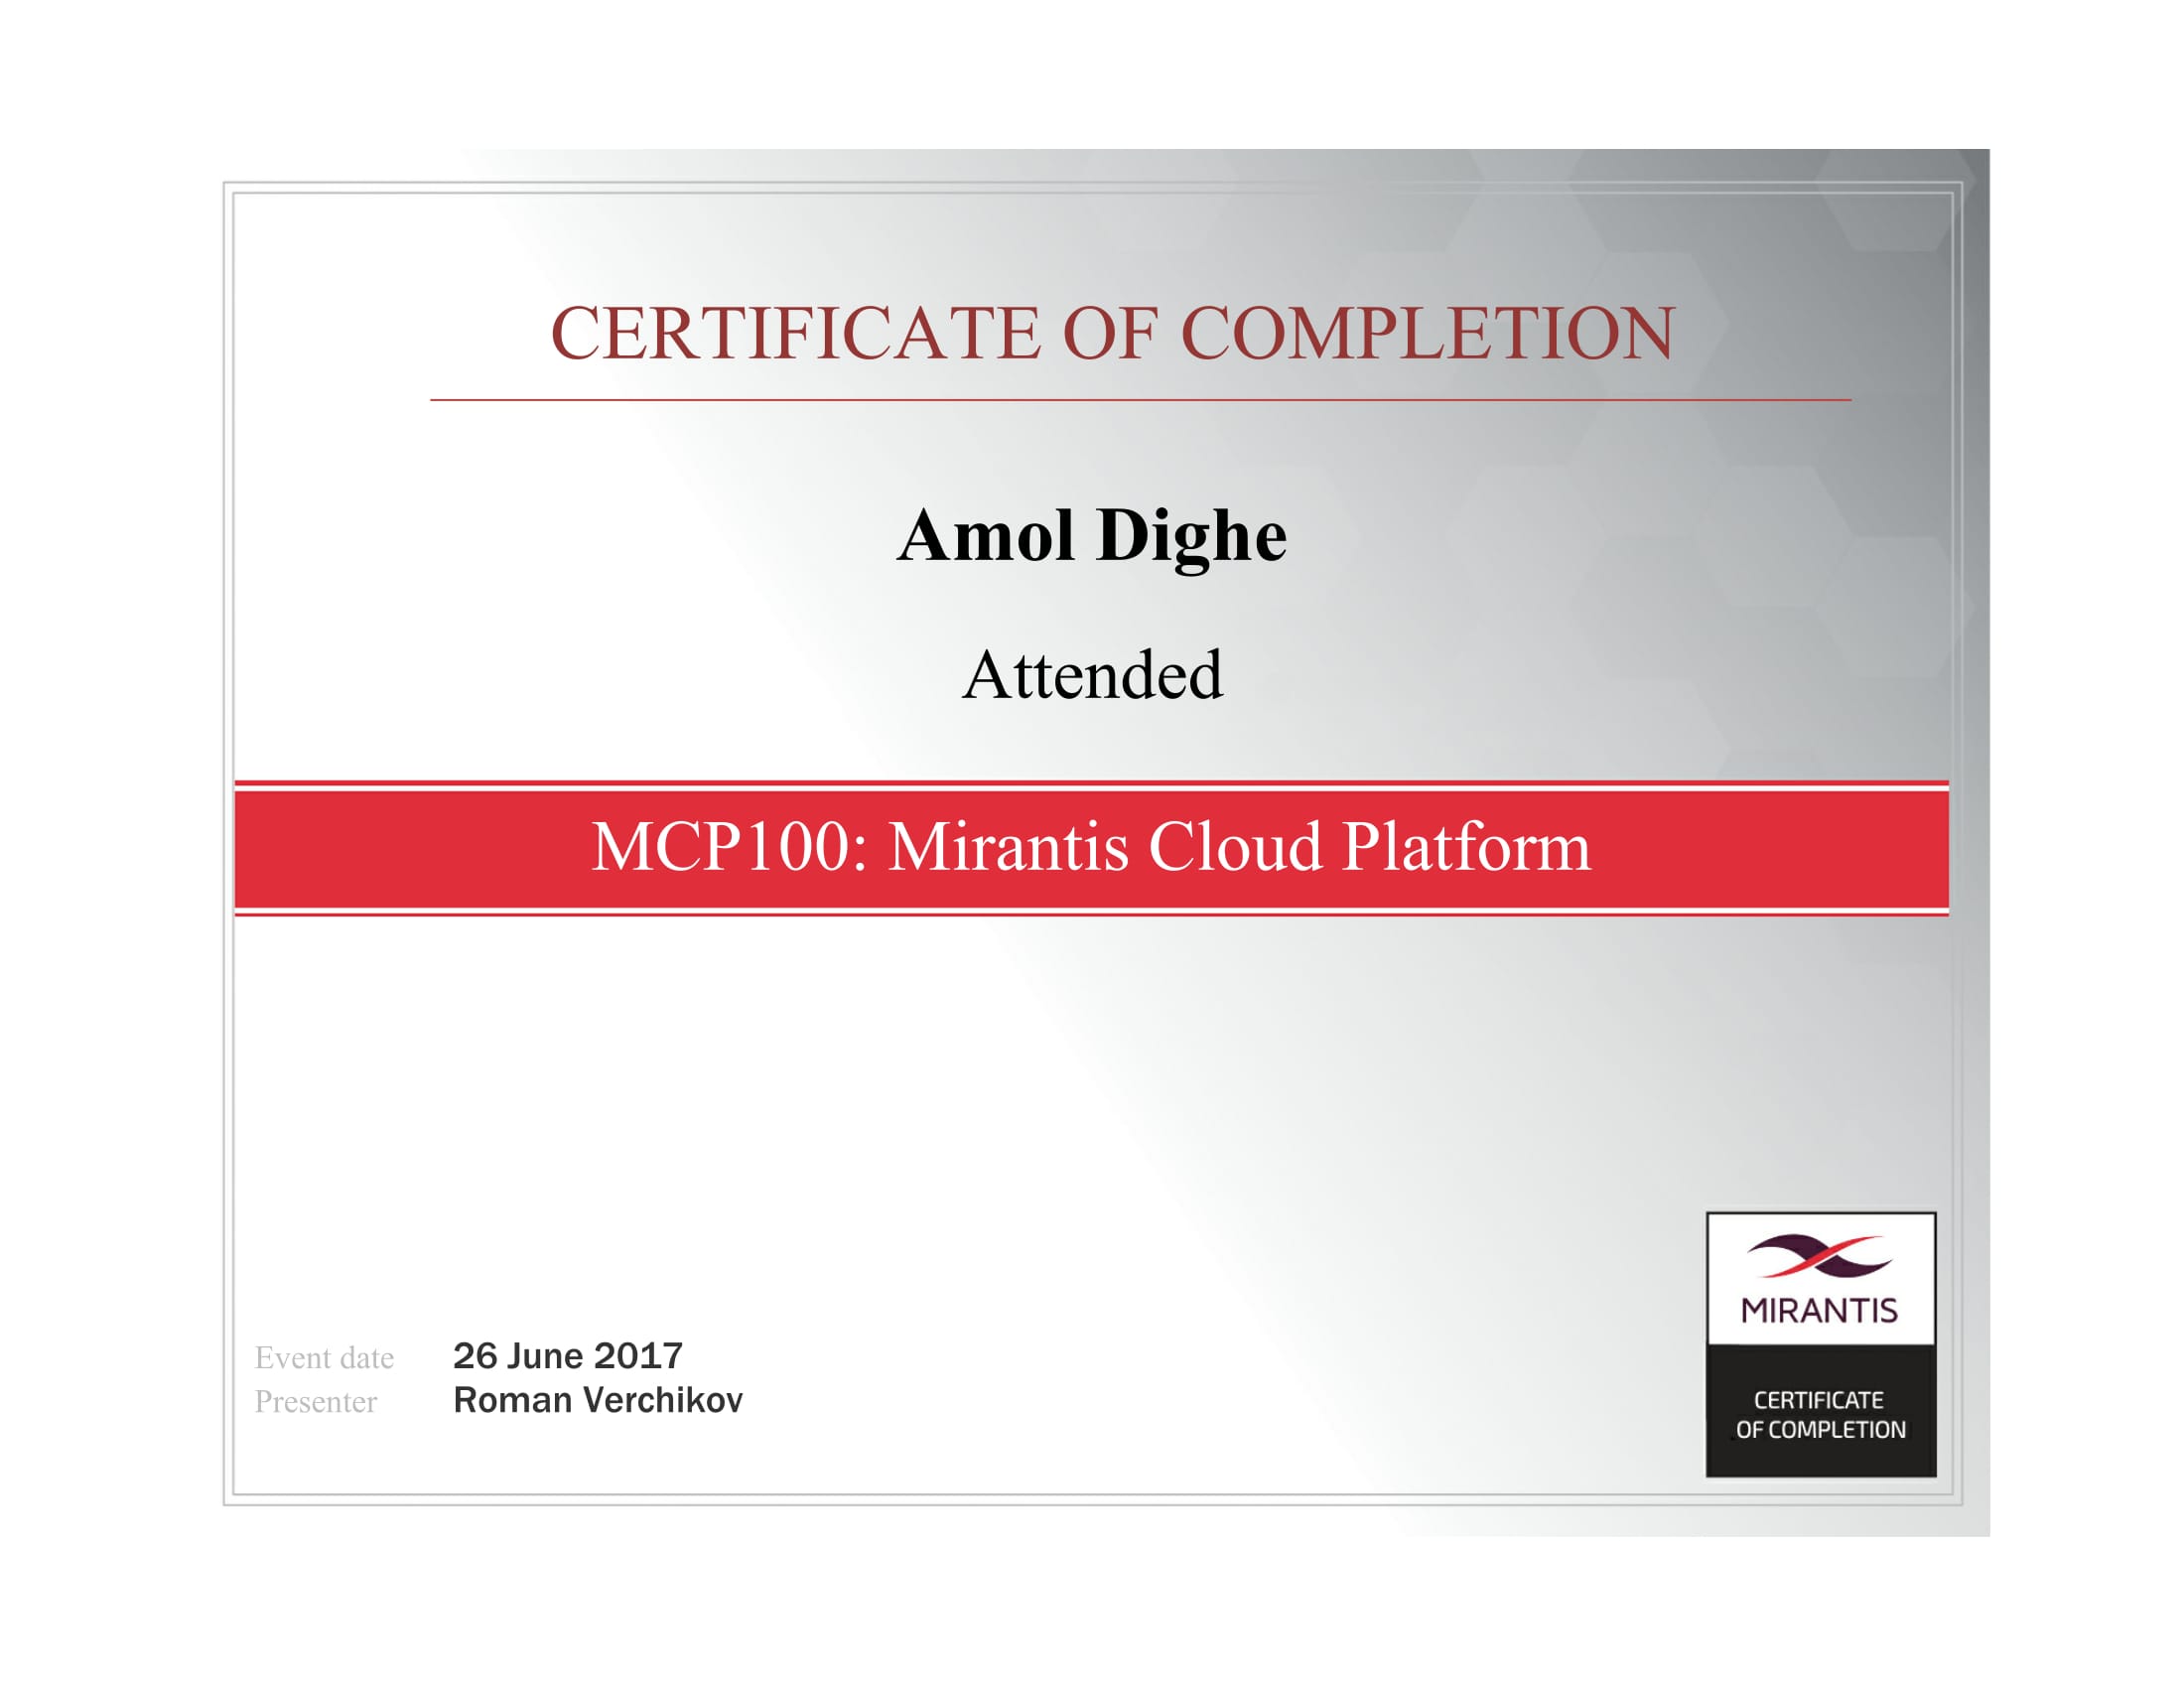 CERTIFICATE OF COMPLETION
Amol Dighe
Attended
MCP100: Mirantis Cloud Platform
Event date 26 June 2017
Presenter Roman Verchikov
MIRANTIS
CERTIFICATE
OF COMPLETION